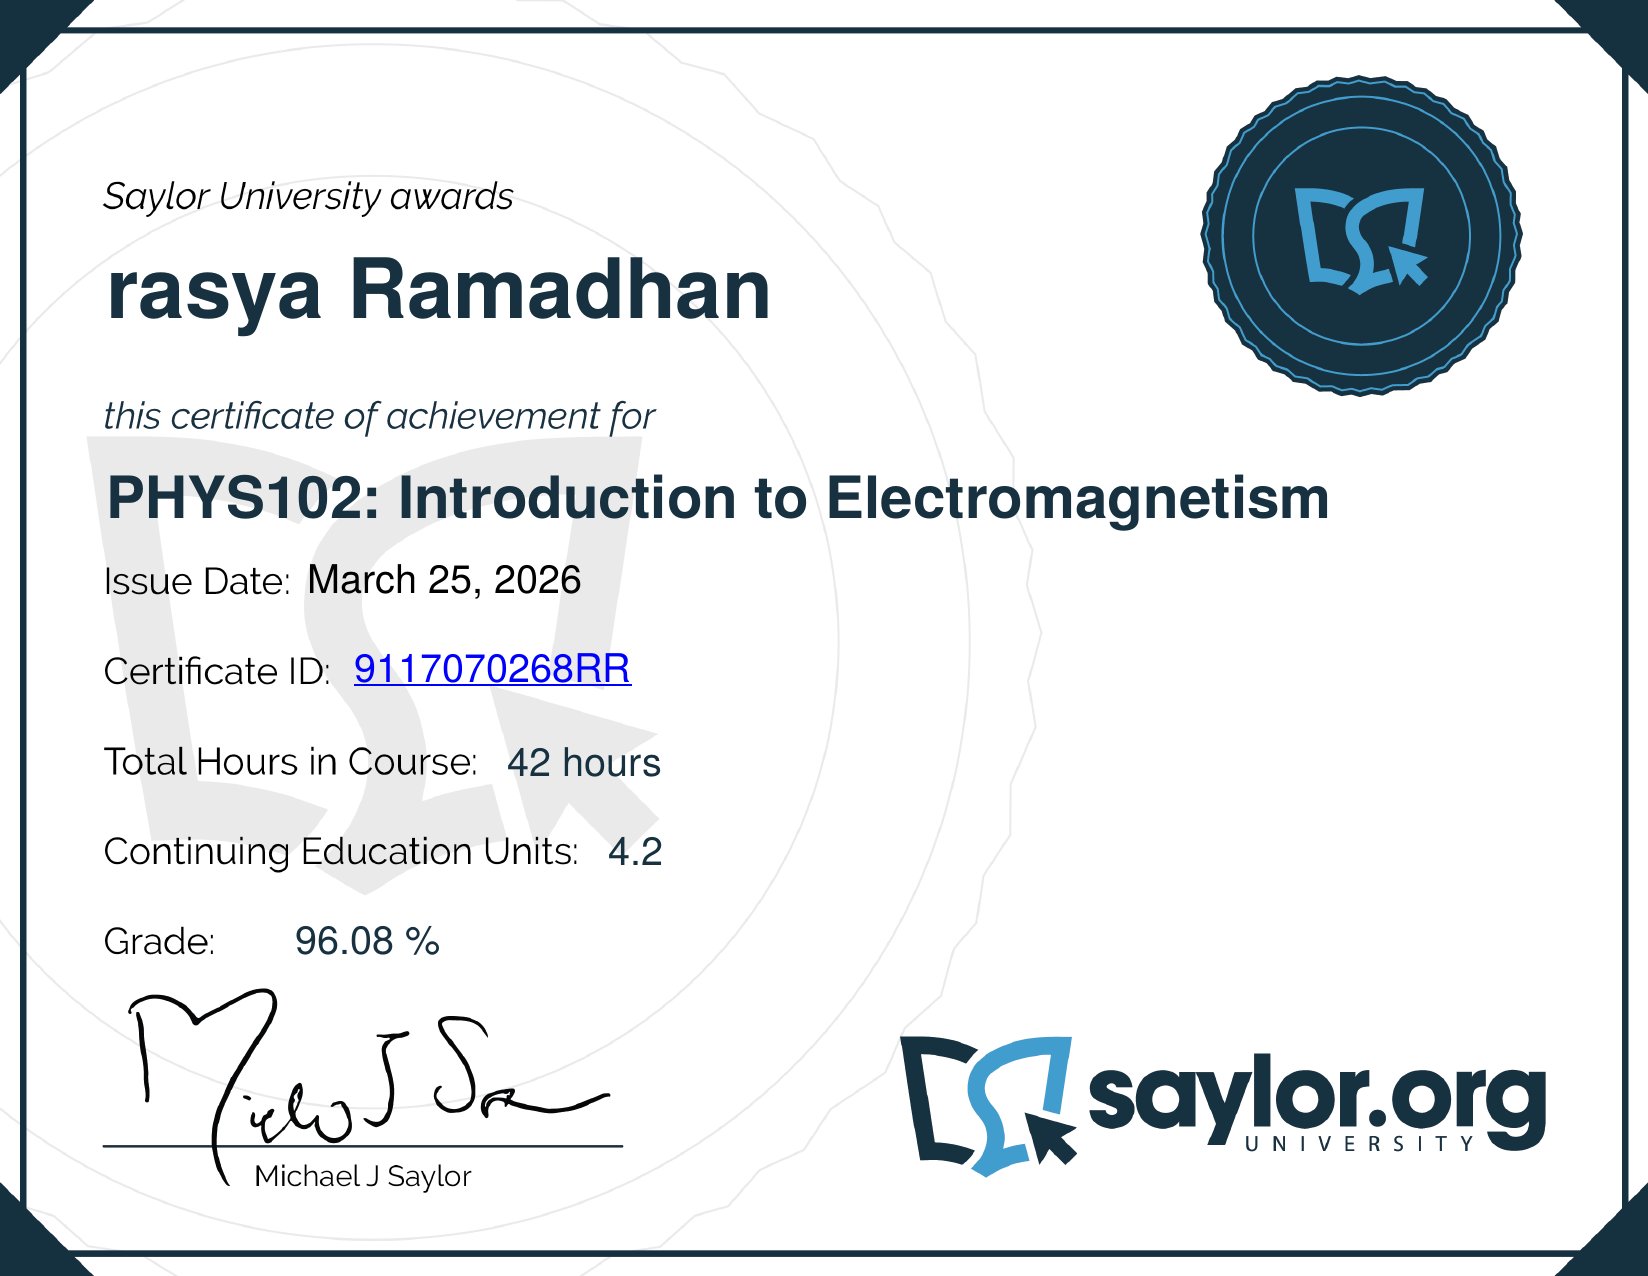 Saylor University awards
rasya Ramadhan
this certificate of achievement for
PHYS102: Introduction to Electromagnetism
Issue Date: March 25, 2026
Certificate ID: 9117070268RR
Total Hours in Course: 42 hours
Continuing Education Units: 4.2
Grade: 96.08 %
Michael J Saylor
saylor.org
UNIVERSITY